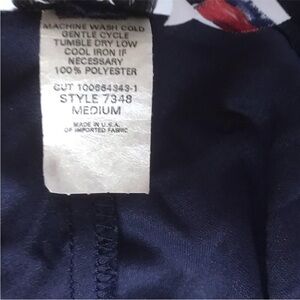 MACHINE WASH COLD
GENTLE CYCLE
TUMBLE DRY LOW
COOL IRON IF
NECESSARY
100% POLYESTER
CUT 100664343-1
STYLE 7348
MEDIUM
MADE IN U.S.A.
OF IMPORTED FABRIC